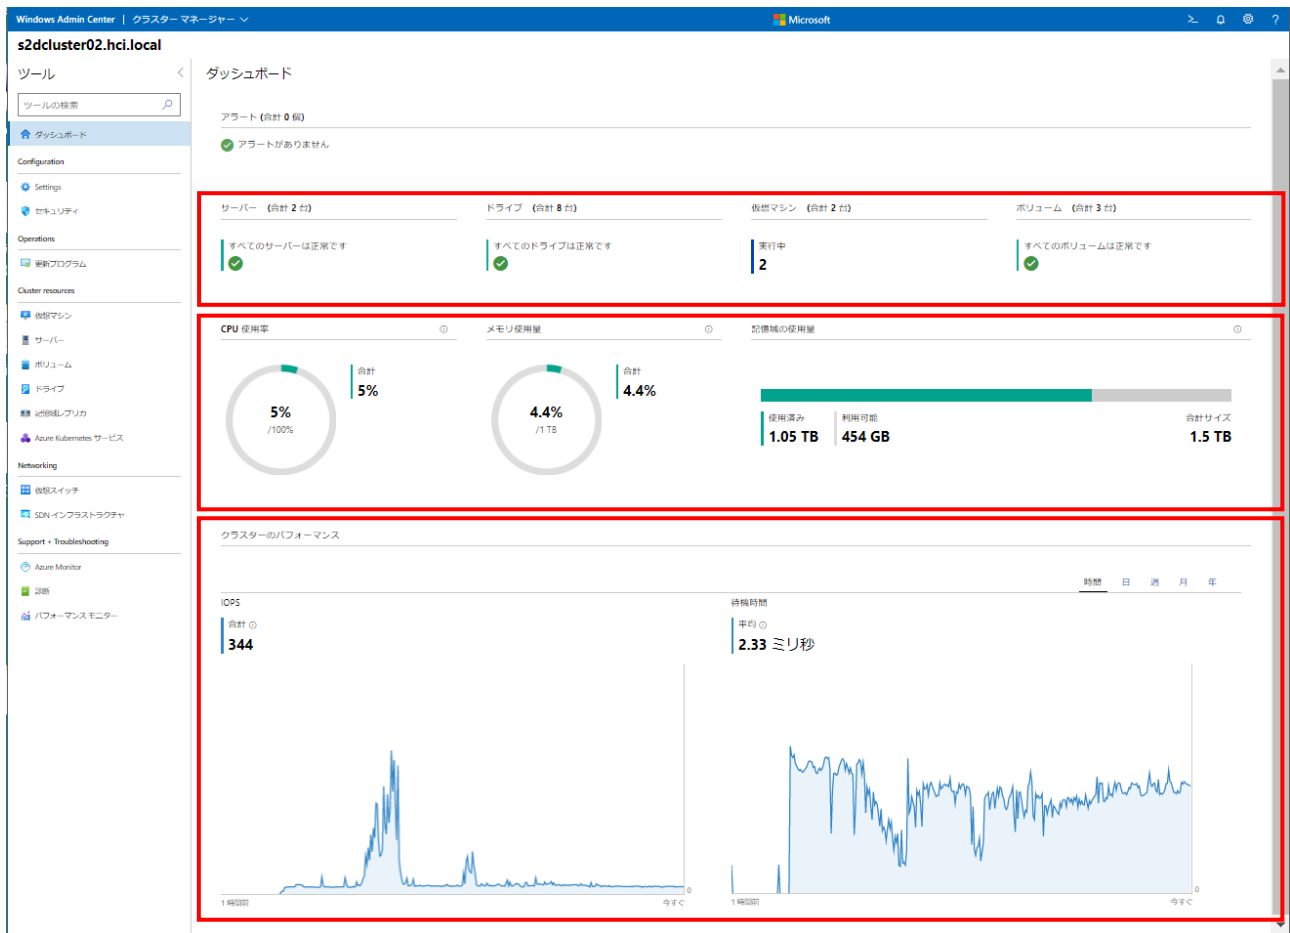 Windows Admin Center | クラスター マネージャー
Microsoft
s2dcluster02.hci.local
ツール
ツールの検索
ダッシュボード
Configuration
Settings
セキュリティ
Operations
更新プログラム
Cluster resources
仮想マシン
サーバー
ボリューム
ドライブ
記憶域レプリカ
Azure Kubernetes サービス
Networking
仮想スイッチ
SDN インフラストラクチャ
Support + Troubleshooting
Azure Monitor
診断
パフォーマンス モニター
ダッシュボード
アラート (合計 0 個)
アラートがありません
サーバー (合計 2 台)
すべてのサーバーは正常です
ドライブ (合計 8 台)
すべてのドライブは正常です
仮想マシン (合計 2 台)
実行中
2
ボリューム (合計 3 台)
すべてのボリュームは正常です
CPU 使用率
5%
/100%
合計
5%
メモリ使用量
4.4%
/1 TB
合計
4.4%
記憶域の使用量
使用済み
1.05 TB
利用可能
454 GB
合計サイズ
1.5 TB
クラスターのパフォーマンス
時間 日 週 月 年
IOPS
合計
344
0
1 時間前
今すぐ
待機時間
平均
2.33 ミリ秒
0
1 時間前
今すぐ